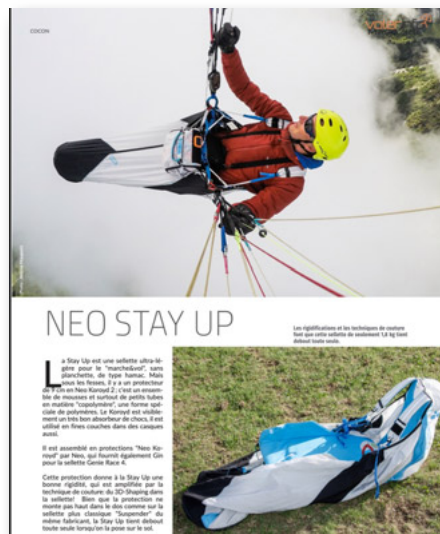 COCON
voler
NEO STAY UP
Les rigidifications et les techniques de couture
font que cette sellette de seulement 1,8 kg tient
debout toute seule.
La Stay Up est une sellette ultra-lé-
gère pour le "marche&vol", sans
planchette, de type hamac. Mais
sous les fesses, il y a un protecteur
de 9 cm en Neo Koroyd 2 ; c'est un ensem-
ble de mousses et surtout de petits tubes
en matière "copolymère", une forme spé-
ciale de polymères. Le Koroyd est visible-
ment un très bon absorbeur de chocs, il est
utilisé en fines couches dans des casques
aussi.
Il est assemblé en protections "Neo Ko-
royd" par Neo, qui fournit également Gin
pour la sellette Genie Race 4.
Cette protection donne à la Stay Up une
bonne rigidité, qui est amplifiée par la
technique de couture: du 3D-Shaping dans
la sellette! Bien que la protection ne
monte pas haut dans le dos comme sur la
sellette plus classique "Suspender" du
même fabricant, la Stay Up tient debout
toute seule lorsqu'on la pose sur le sol.